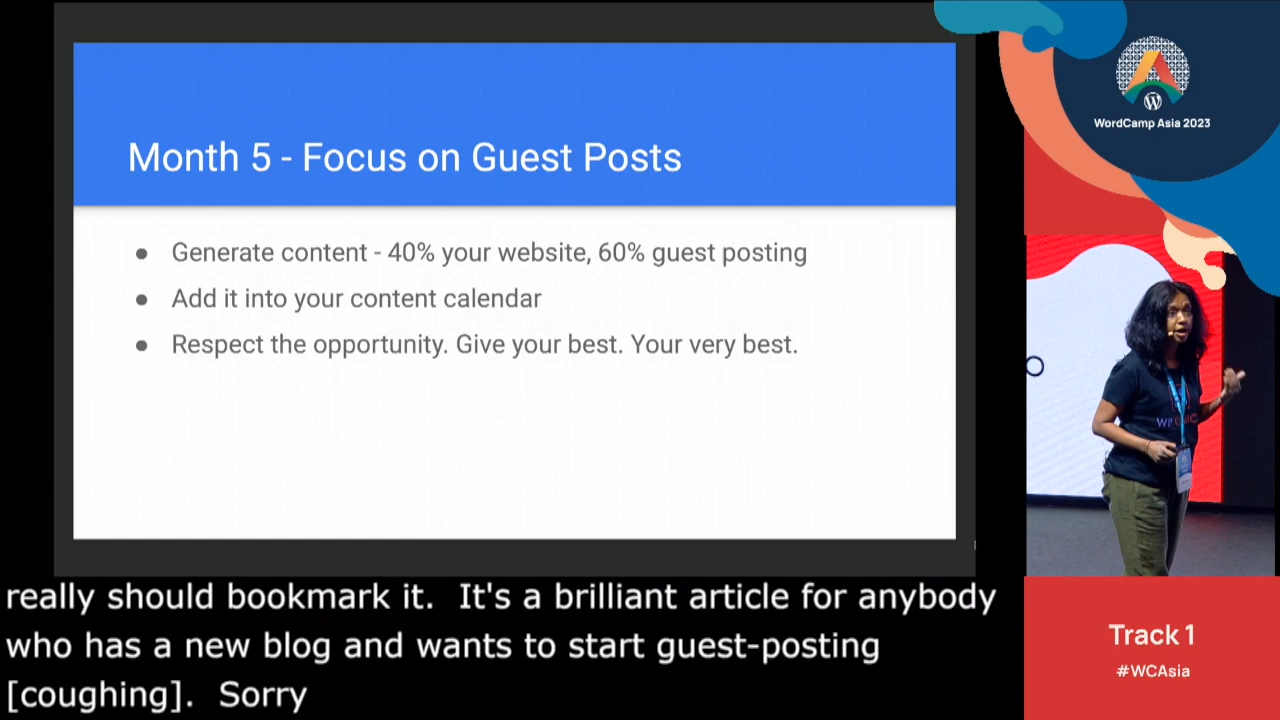 Month 5 - Focus on Guest Posts
● Generate content - 40% your website, 60% guest posting
● Add it into your content calendar
● Respect the opportunity. Give your best. Your very best.
really should bookmark it.  It's a brilliant article for anybody
who has a new blog and wants to start guest-posting
[coughing].  Sorry
WordCamp Asia 2023
Track 1
#WCAsia